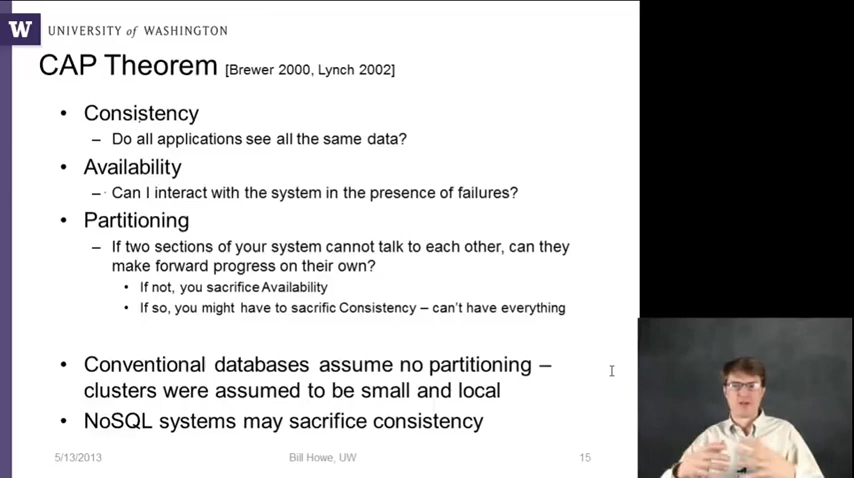 W UNIVERSITY of WASHINGTON
CAP Theorem [Brewer 2000, Lynch 2002]
• Consistency
– Do all applications see all the same data?
• Availability
– Can I interact with the system in the presence of failures?
• Partitioning
– If two sections of your system cannot talk to each other, can they
make forward progress on their own?
• If not, you sacrifice Availability
• If so, you might have to sacrific Consistency – can't have everything
• Conventional databases assume no partitioning –
clusters were assumed to be small and local
• NoSQL systems may sacrifice consistency
5/13/2013 Bill Howe, UW 15